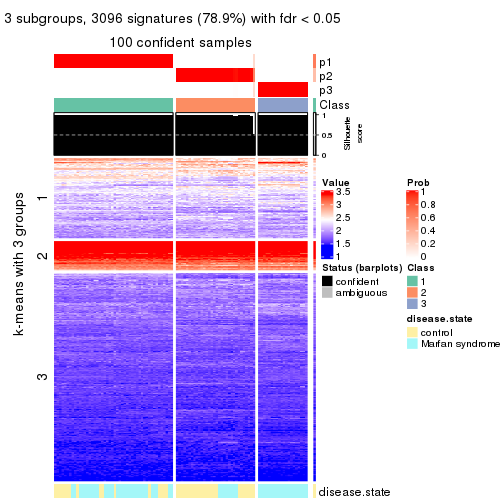 3 subgroups, 3096 signatures (78.9%) with fdr < 0.05
100 confident samples
p1
p2
p3
Class
1
0.5
0
Silhouette
score
k-means with 3 groups
1
2
3
disease.state
Value
3.5
3
2.5
2
1.5
1
Prob
1
0.8
0.6
0.4
0.2
0
Status (barplots)
confident
ambiguous
Class
1
2
3
disease.state
control
Marfan syndrome